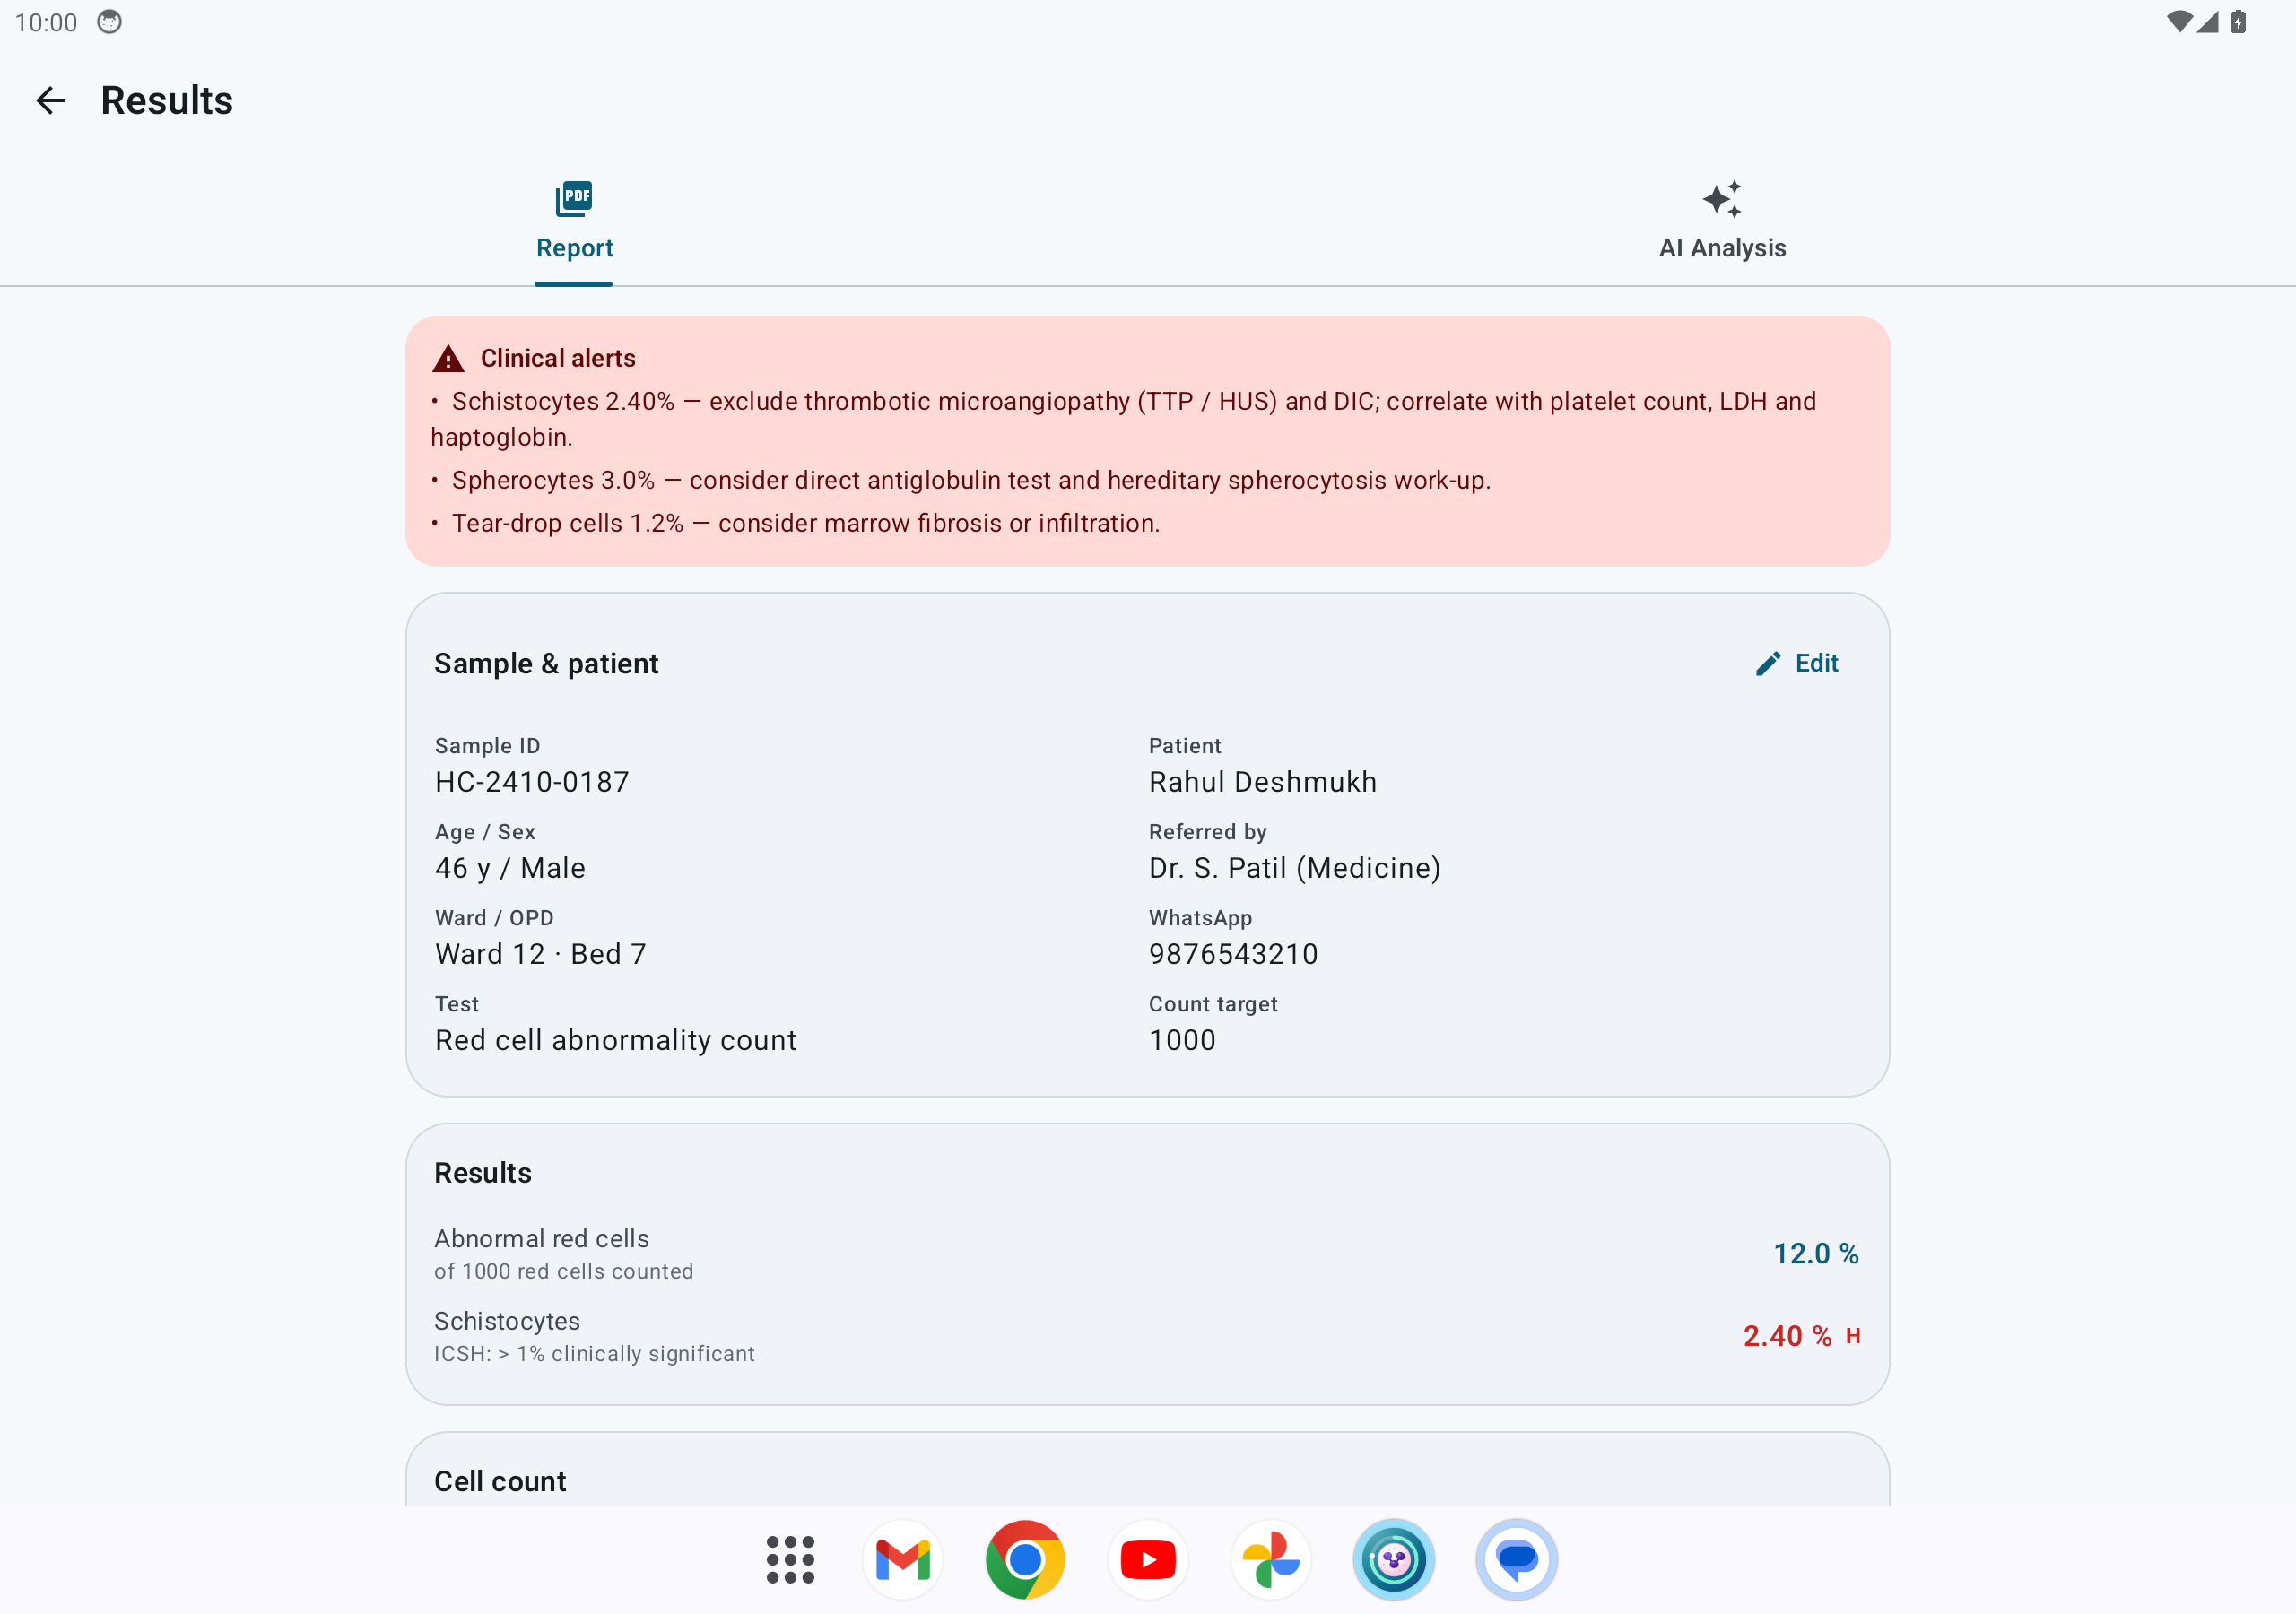 10:00
Results
PDF
Report
AI Analysis
Clinical alerts
• Schistocytes 2.40% — exclude thrombotic microangiopathy (TTP / HUS) and DIC; correlate with platelet count, LDH and
haptoglobin.
• Spherocytes 3.0% — consider direct antiglobulin test and hereditary spherocytosis work-up.
• Tear-drop cells 1.2% — consider marrow fibrosis or infiltration.
Sample & patient
Edit
Sample ID
HC-2410-0187
Patient
Rahul Deshmukh
Age / Sex
46 y / Male
Referred by
Dr. S. Patil (Medicine)
Ward / OPD
Ward 12 · Bed 7
WhatsApp
9876543210
Test
Red cell abnormality count
Count target
1000
Results
Abnormal red cells
of 1000 red cells counted
12.0 %
Schistocytes
ICSH: > 1% clinically significant
2.40 % H
Cell count